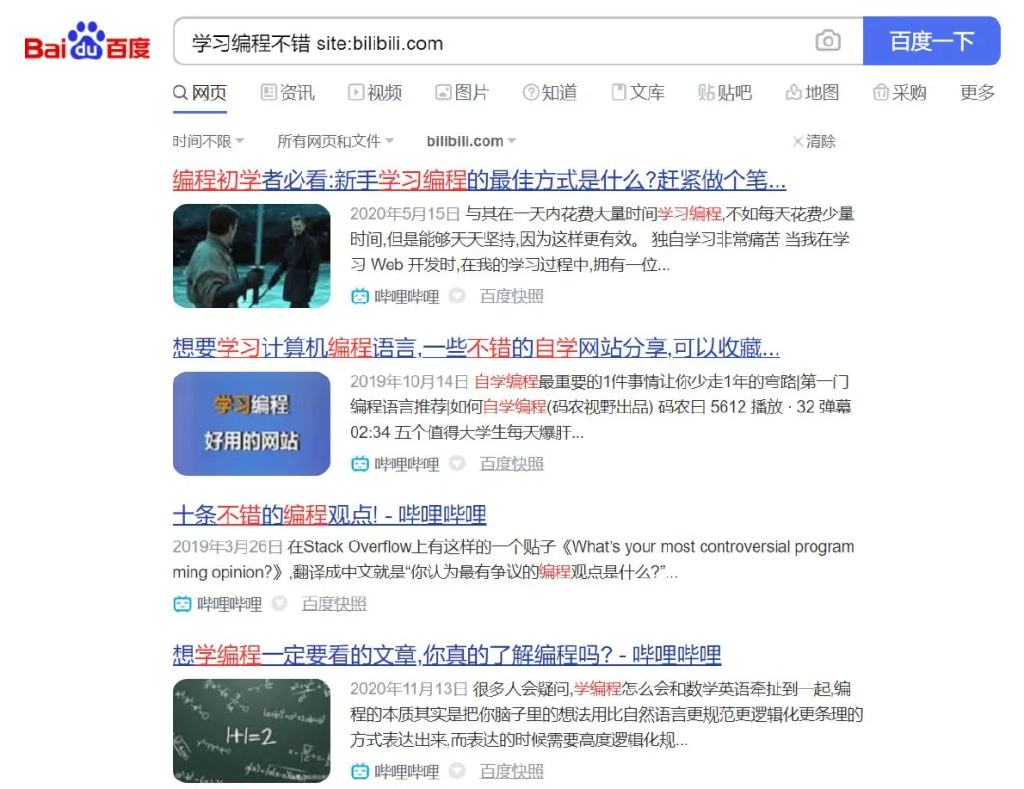 Bai du 百度
学习编程不错 site:bilibili.com
百度一下
网页 资讯 视频 图片 知道 文库 贴吧 地图 采购 更多
时间不限 所有网页和文件 bilibili.com 清除
编程初学者必看:新手学习编程的最佳方式是什么?赶紧做个笔...
2020年5月15日 与其在一天内花费大量时间学习编程,不如每天花费少量
时间,但是能够天天坚持,因为这样更有效。 独自学习非常痛苦 当我在学
习 Web 开发时,在我的学习过程中,拥有一位...
哔哩哔哩 百度快照
想要学习计算机编程语言,一些不错的自学网站分享,可以收藏...
学习编程
好用的网站
2019年10月14日 自学编程最重要的1件事情让你少走1年的弯路|第一门
编程语言推荐|如何自学编程(码农视野出品) 码农日 5612 播放 · 32 弹幕
02:34 五个值得大学生每天爆肝...
哔哩哔哩 百度快照
十条不错的编程观点! - 哔哩哔哩
2019年3月26日 在Stack Overflow上有这样的一个贴子《What's your most controversial program
ming opinion?》,翻译成中文就是“你认为最有争议的编程观点是什么?”...
哔哩哔哩 百度快照
想学编程一定要看的文章,你真的了解编程吗? - 哔哩哔哩
1+1=2
2020年11月13日 很多人会疑问,学编程怎么会和数学英语牵扯到一起,编
程的本质其实是把你脑子里的想法用比自然语言更规范更逻辑化更条理的
方式表达出来,而表达的时候需要高度逻辑化规...
哔哩哔哩 百度快照